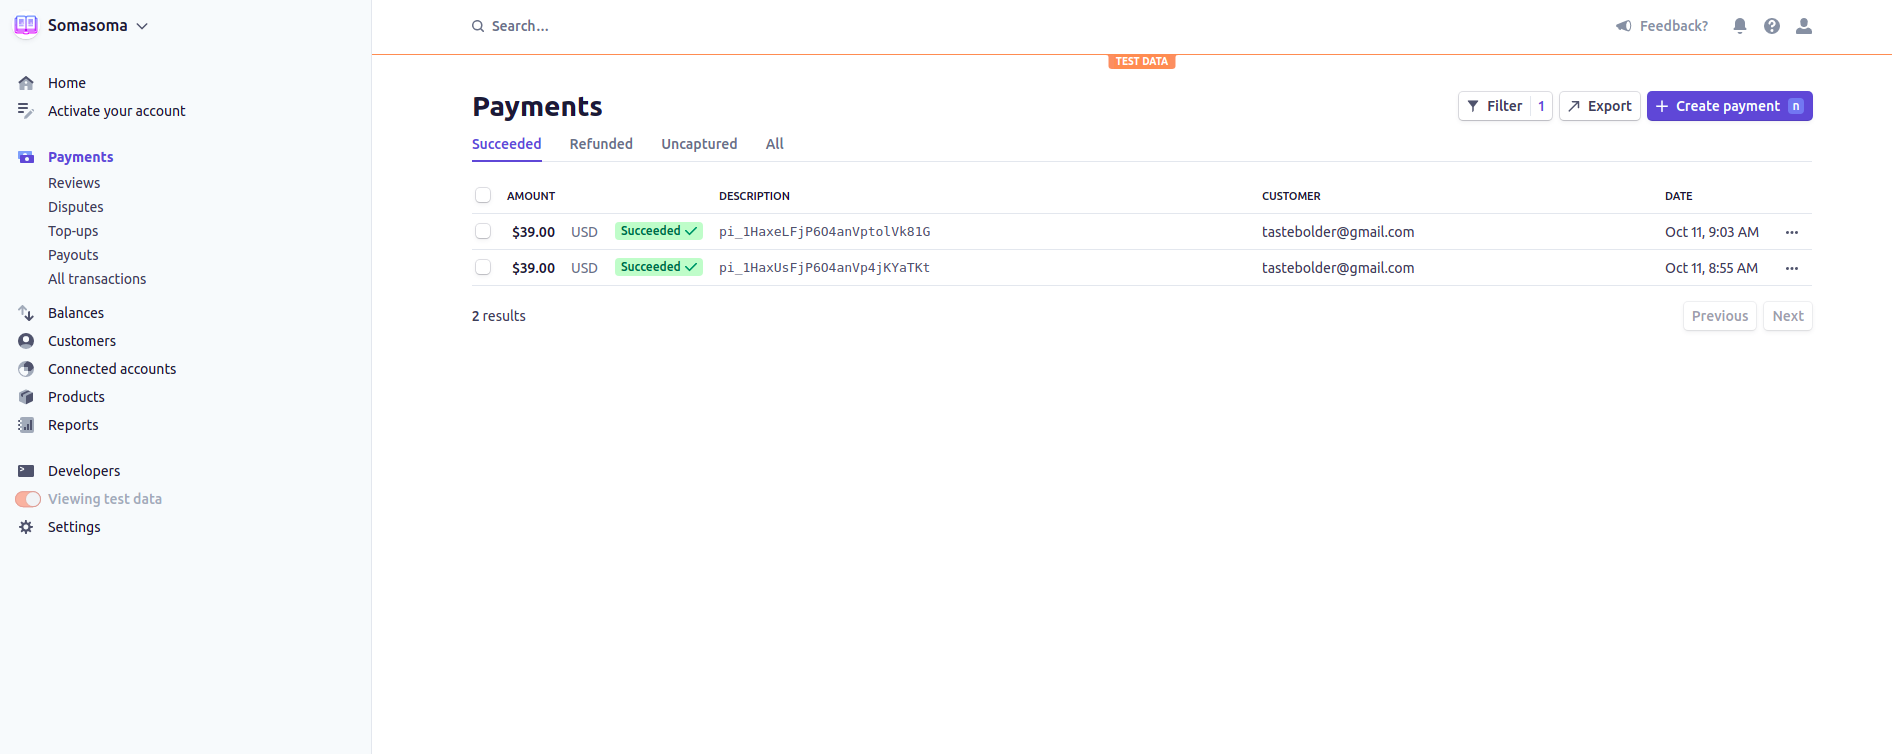 Somasoma
Search...
Feedback?
TEST DATA
Home
Activate your account
Payments
Reviews
Disputes
Top-ups
Payouts
All transactions
Balances
Customers
Connected accounts
Products
Reports
Developers
Viewing test data
Settings
Payments
Filter 1
Export
Create payment n
Succeeded Refunded Uncaptured All
AMOUNT DESCRIPTION CUSTOMER DATE
$39.00 USD Succeeded pi_1HaxeLFjP6O4anVptolVk81G tastebolder@gmail.com Oct 11, 9:03 AM
$39.00 USD Succeeded pi_1HaxUsFjP6O4anVp4jKYaTKt tastebolder@gmail.com Oct 11, 8:55 AM
2 results
Previous Next